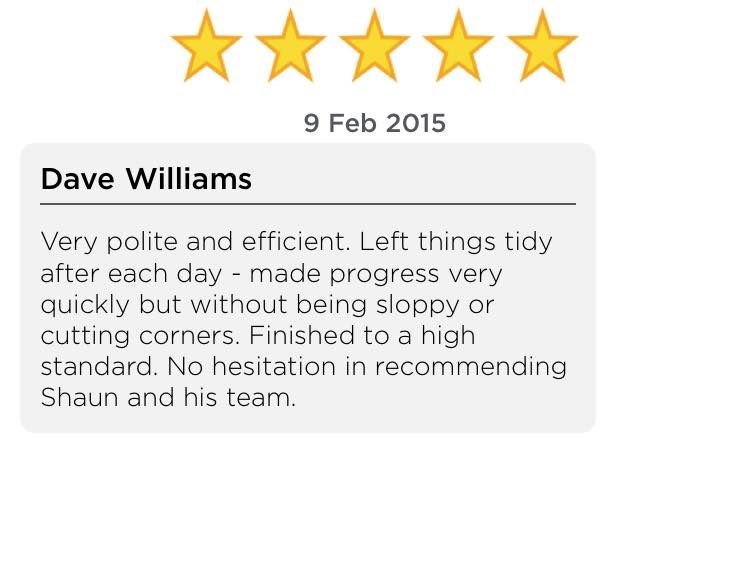 9 Feb 2015
Dave Williams
Very polite and efficient. Left things tidy
after each day - made progress very
quickly but without being sloppy or
cutting corners. Finished to a high
standard. No hesitation in recommending
Shaun and his team.